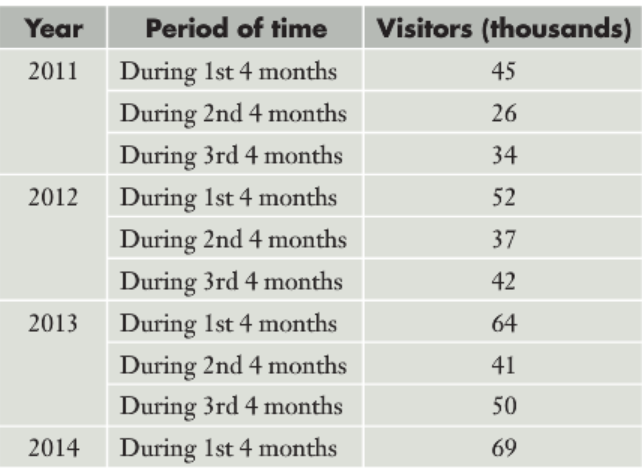 Year Period of time Visitors (thousands)
2011 During 1st 4 months 45
During 2nd 4 months 26
During 3rd 4 months 34
2012 During 1st 4 months 52
During 2nd 4 months 37
During 3rd 4 months 42
2013 During 1st 4 months 64
During 2nd 4 months 41
During 3rd 4 months 50
2014 During 1st 4 months 69